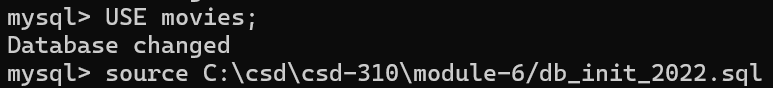 mysql> USE movies;
Database changed
mysql> source C:\csd\csd-310\module-6/db_init_2022.sql